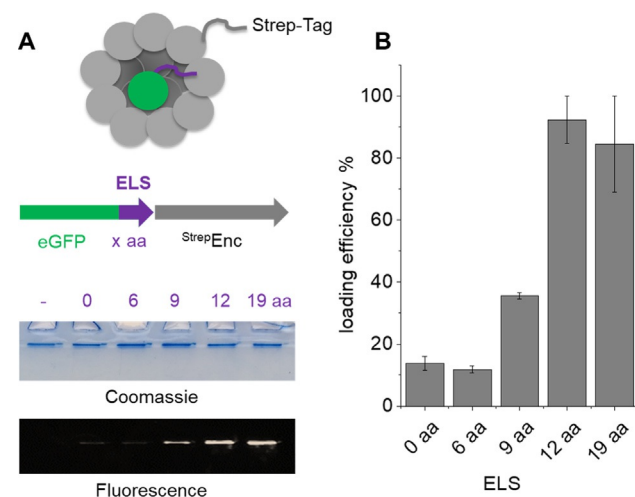 A
Strep-Tag
ELS
eGFP x aa StrepEnc
- 0 6 9 12 19 aa
Coomassie
Fluorescence
B
loading efficiency %
100
80
60
40
20
0
0 aa 6 aa 9 aa 12 aa 19 aa
ELS